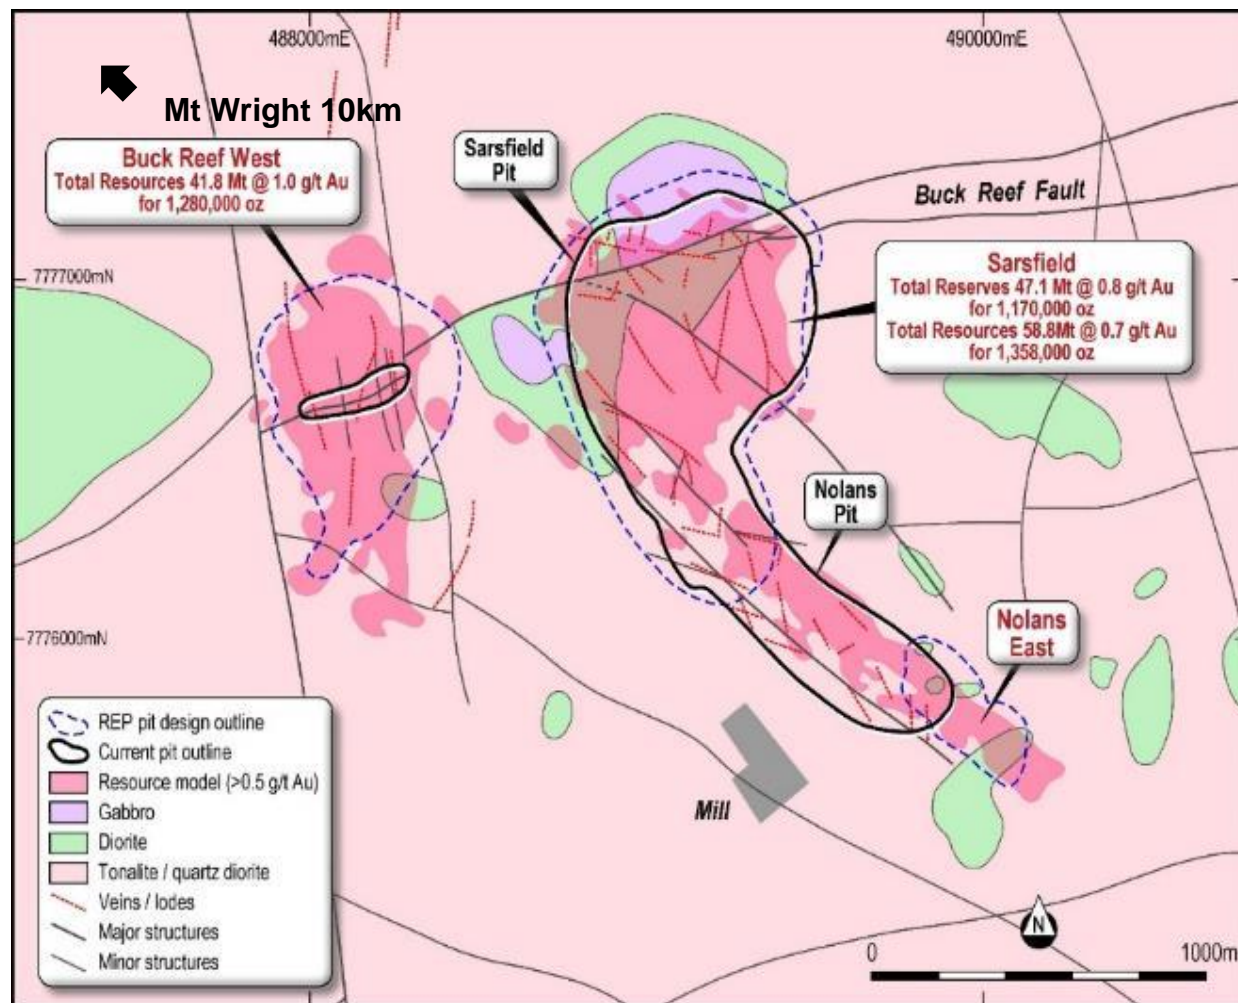 488000mE
490000mE
Mt Wright 10km
Buck Reef West
Total Resources 41.8 Mt @ 1.0 g/t Au
for 1,280,000 oz
Sarsfield
Pit
Buck Reef Fault
7777000mN
Sarsfield
Total Reserves 47.1 Mt @ 0.8 g/t Au
for 1,170,000 oz
Total Resources 58.8Mt @ 0.7 g/t Au
for 1,358,000 oz
Nolans
Pit
7776000mN
Nolans
East
REP pit design outline
Current pit outline
Resource model (>0.5 g/t Au)
Gabbro
Diorite
Tonalite / quartz diorite
Veins / lodes
Major structures
Minor structures
Mill
N
0
1000m